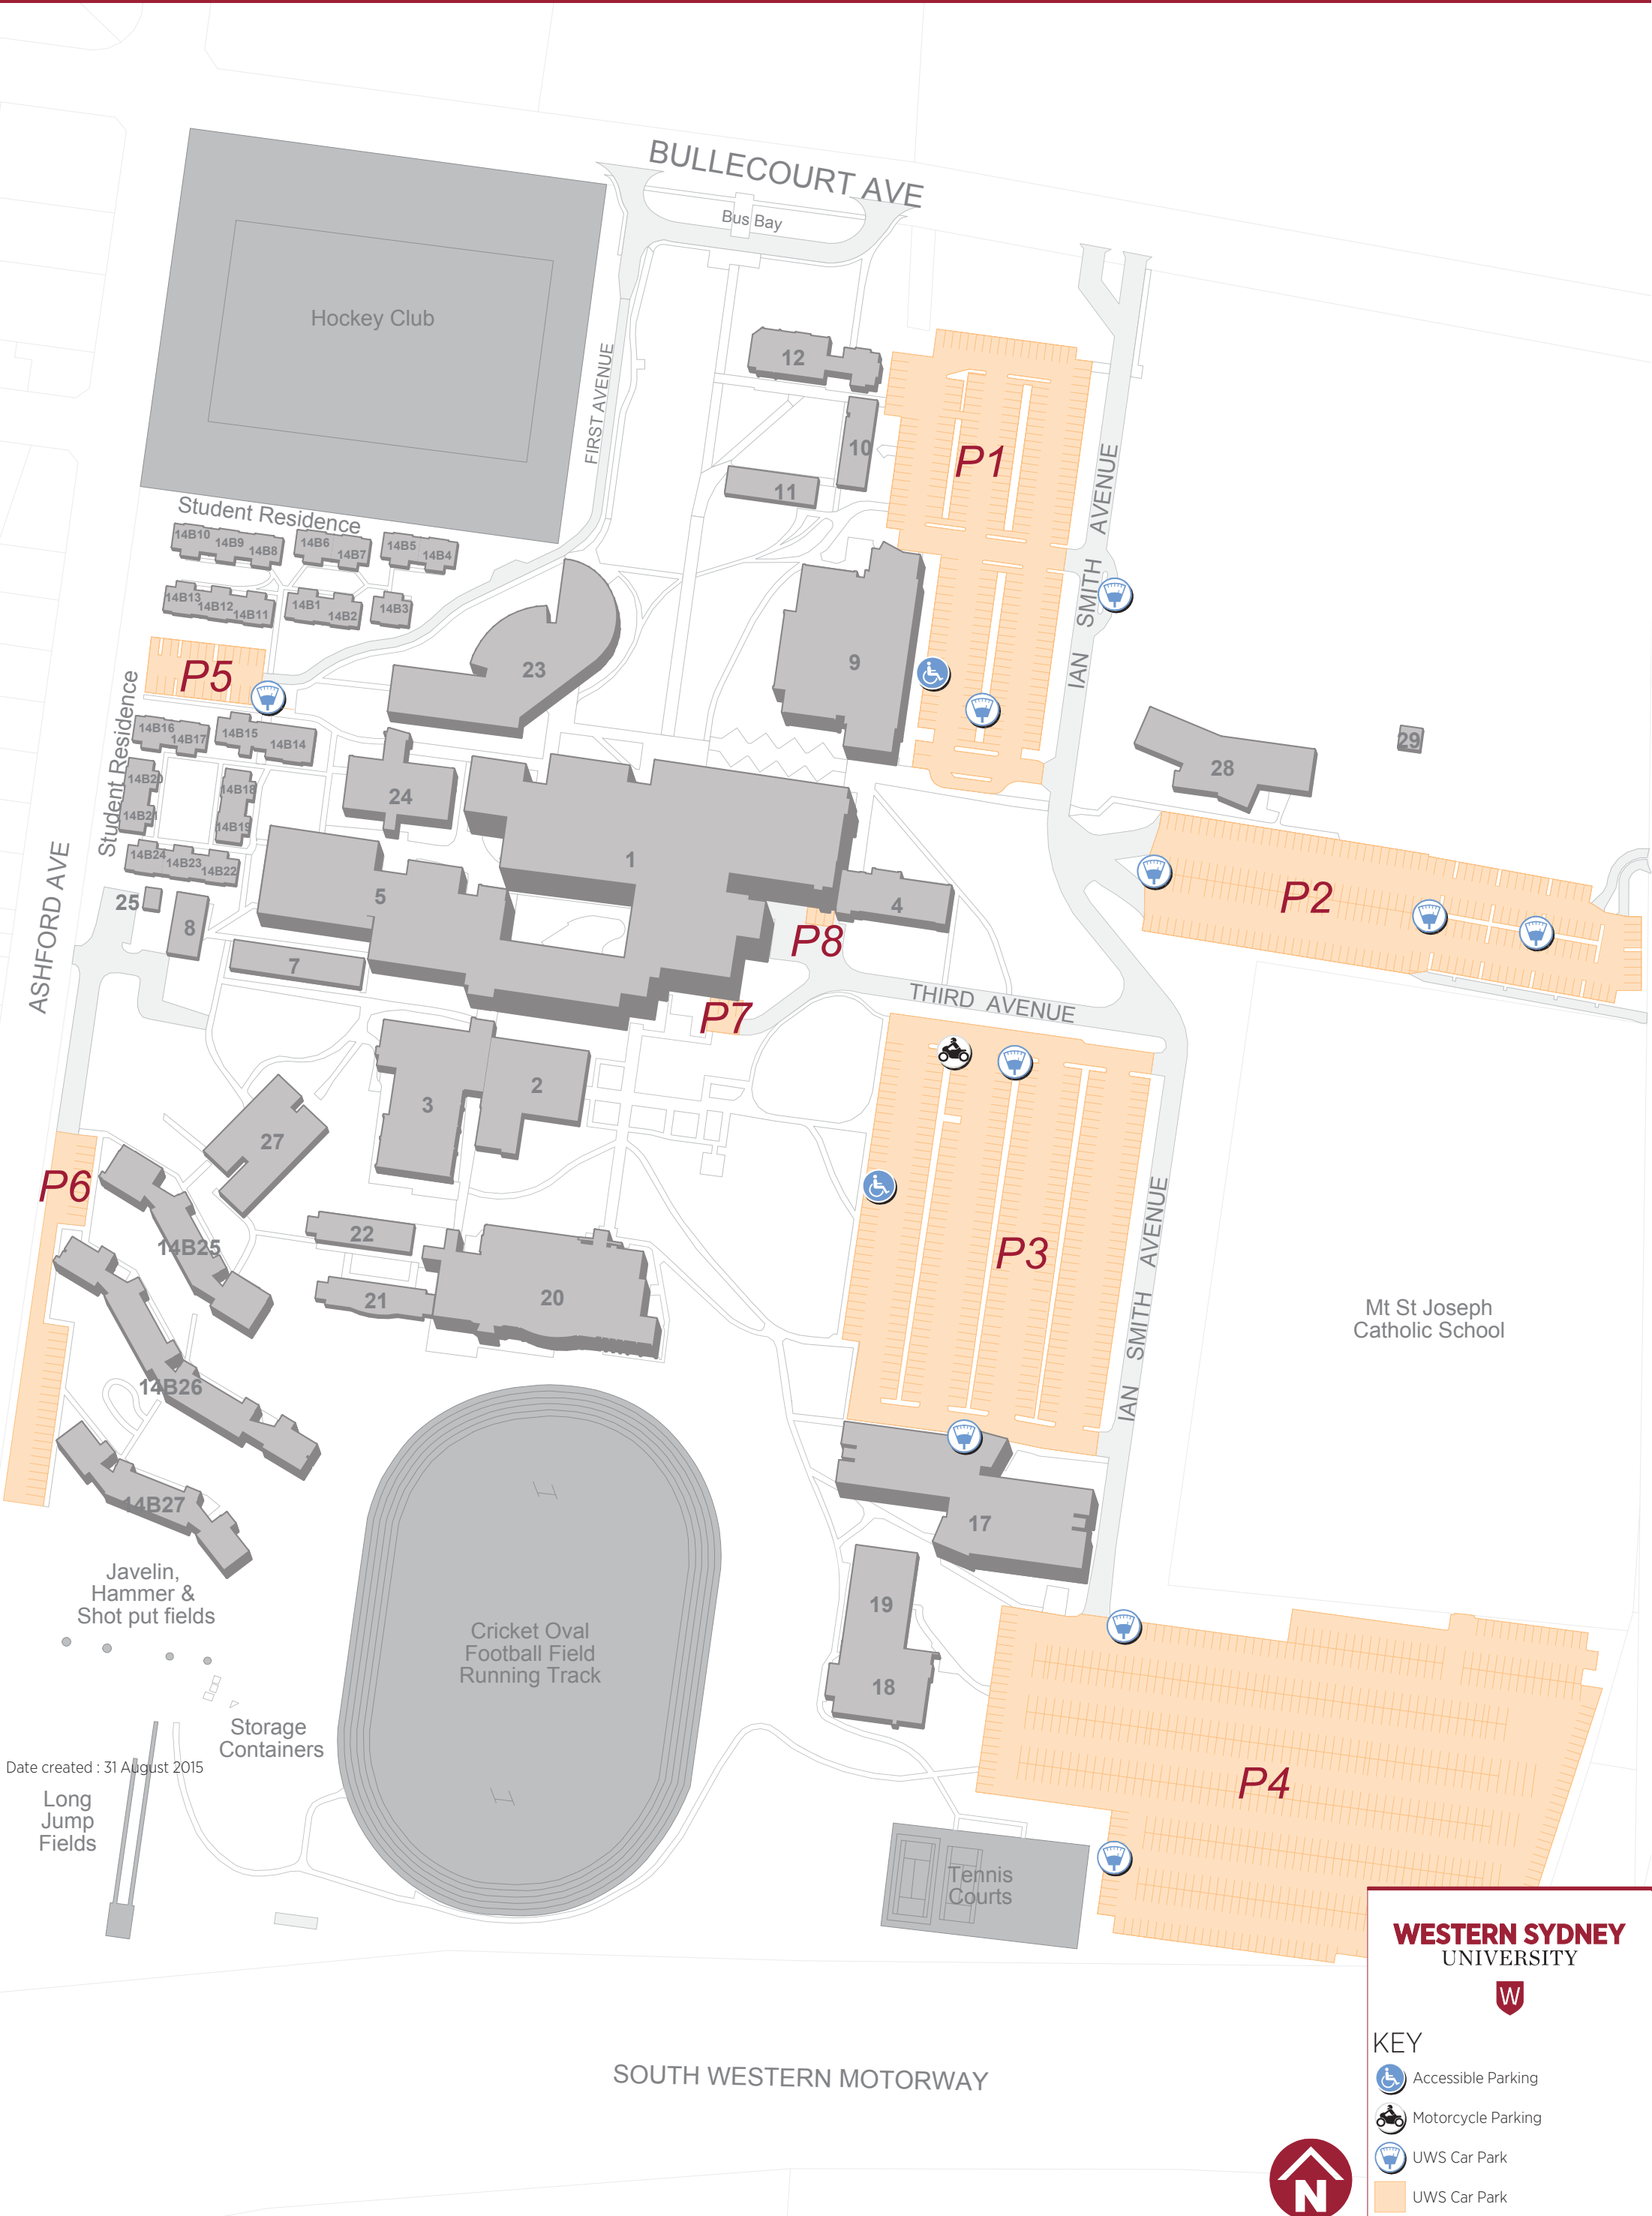 BULLECOURT AVE
Bus Bay
Hockey Club
FIRST AVENUE
12
10
11
P1
IAN SMITH AVENUE
Student Residence
14B10
14B9
14B8
14B6
14B7
14B5
14B4
14B13
14B12
14B11
14B1
14B2
14B3
P5
23
9
Student Residence
14B16
14B17
14B15
14B14
14B20
14B21
14B18
14B19
14B24
14B23
14B22
24
1
28
29
5
4
P2
25
8
7
P8
ASHFORD AVE
P7
THIRD AVENUE
3
2
27
P6
14B25
22
21
20
P3
IAN SMITH AVENUE
Mt St Joseph
Catholic School
14B26
14B27
17
19
18
Javelin,
Hammer &
Shot put fields
Cricket Oval
Football Field
Running Track
Storage
Containers
Date created : 31 August 2015
Long
Jump
Fields
P4
Tennis
Courts
SOUTH WESTERN MOTORWAY
WESTERN SYDNEY
UNIVERSITY
W
KEY
Accessible Parking
Motorcycle Parking
UWS Car Park
UWS Car Park
N